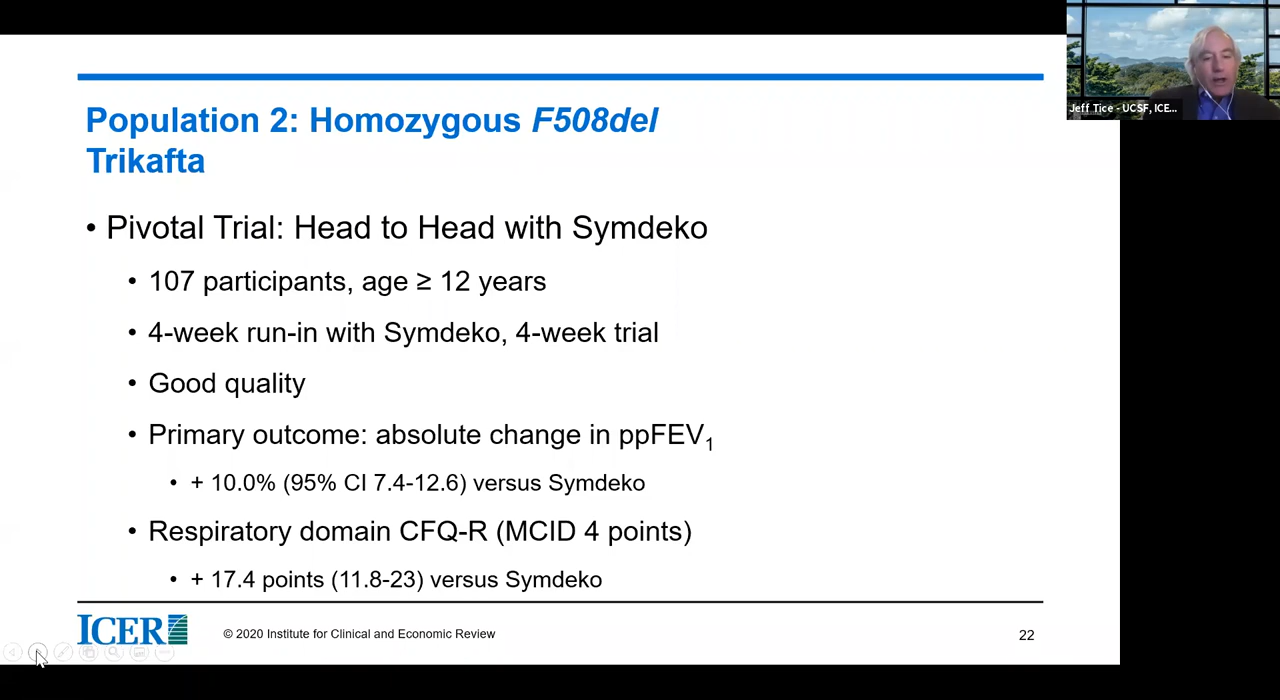 Jeff Tice - UCSF, ICE...
Population 2: Homozygous F508del
Trikafta
• Pivotal Trial: Head to Head with Symdeko
• 107 participants, age ≥ 12 years
• 4-week run-in with Symdeko, 4-week trial
• Good quality
• Primary outcome: absolute change in ppFEV₁
• + 10.0% (95% CI 7.4-12.6) versus Symdeko
• Respiratory domain CFQ-R (MCID 4 points)
• + 17.4 points (11.8-23) versus Symdeko
ICER
© 2020 Institute for Clinical and Economic Review
22